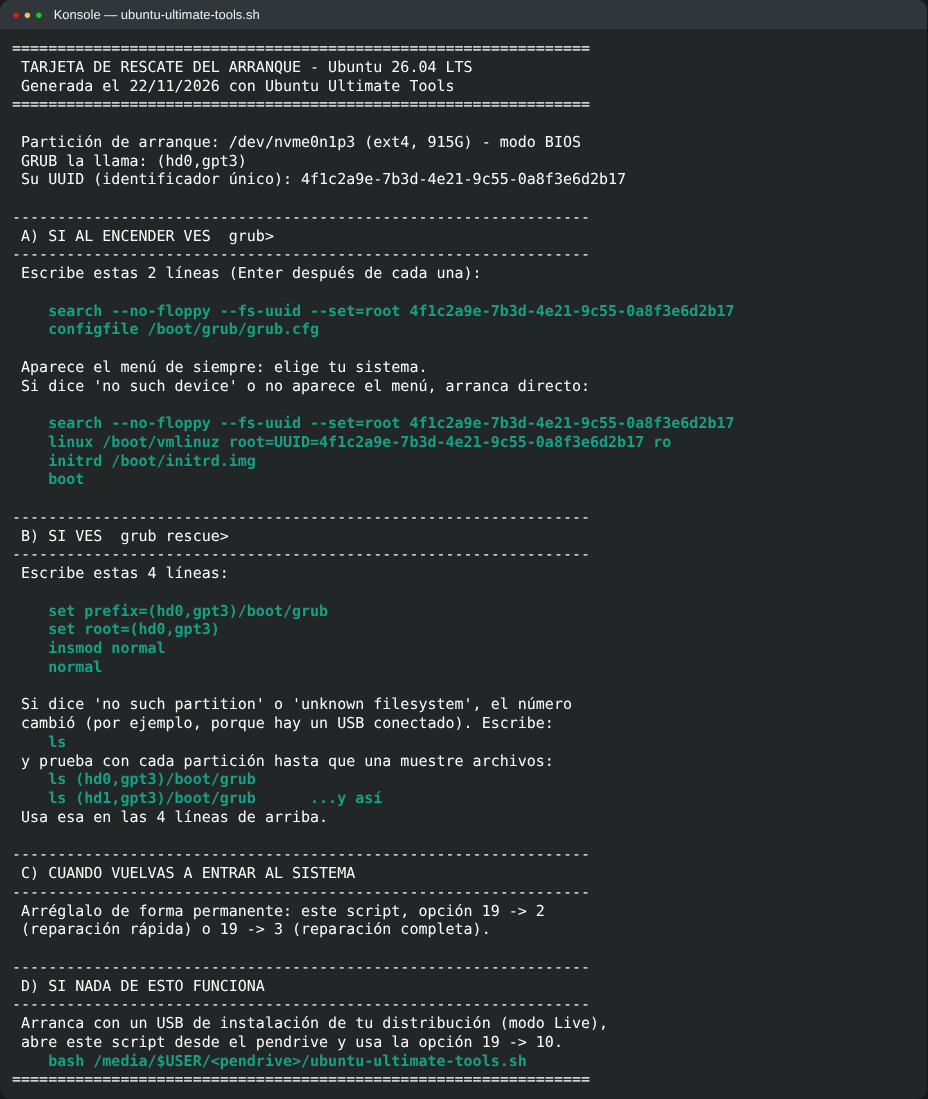 Konsole — ubuntu-ultimate-tools.sh
================================================================
TARJETA DE RESCATE DEL ARRANQUE - Ubuntu 26.04 LTS
Generada el 22/11/2026 con Ubuntu Ultimate Tools
================================================================
Partición de arranque: /dev/nvme0n1p3 (ext4, 915G) - modo BIOS
GRUB la llama: (hd0,gpt3)
Su UUID (identificador único): 4f1c2a9e-7b3d-4e21-9c55-0a8f3e6d2b17
----------------------------------------------------------------
A) SI AL ENCENDER VES  grub>
----------------------------------------------------------------
Escribe estas 2 líneas (Enter después de cada una):
search --no-floppy --fs-uuid --set=root 4f1c2a9e-7b3d-4e21-9c55-0a8f3e6d2b17
configfile /boot/grub/grub.cfg
Aparece el menú de siempre: elige tu sistema.
Si dice 'no such device' o no aparece el menú, arranca directo:
search --no-floppy --fs-uuid --set=root 4f1c2a9e-7b3d-4e21-9c55-0a8f3e6d2b17
linux /boot/vmlinuz root=UUID=4f1c2a9e-7b3d-4e21-9c55-0a8f3e6d2b17 ro
initrd /boot/initrd.img
boot
----------------------------------------------------------------
B) SI VES  grub rescue>
----------------------------------------------------------------
Escribe estas 4 líneas:
set prefix=(hd0,gpt3)/boot/grub
set root=(hd0,gpt3)
insmod normal
normal
Si dice 'no such partition' o 'unknown filesystem', el número
cambió (por ejemplo, porque hay un USB conectado). Escribe:
ls
y prueba con cada partición hasta que una muestre archivos:
ls (hd0,gpt3)/boot/grub
ls (hd1,gpt3)/boot/grub      ...y así
Usa esa en las 4 líneas de arriba.
----------------------------------------------------------------
C) CUANDO VUELVAS A ENTRAR AL SISTEMA
----------------------------------------------------------------
Arréglalo de forma permanente: este script, opción 19 -> 2
(reparación rápida) o 19 -> 3 (reparación completa).
----------------------------------------------------------------
D) SI NADA DE ESTO FUNCIONA
----------------------------------------------------------------
Arranca con un USB de instalación de tu distribución (modo Live),
abre este script desde el pendrive y usa la opción 19 -> 10.
bash /media/$USER/<pendrive>/ubuntu-ultimate-tools.sh
================================================================